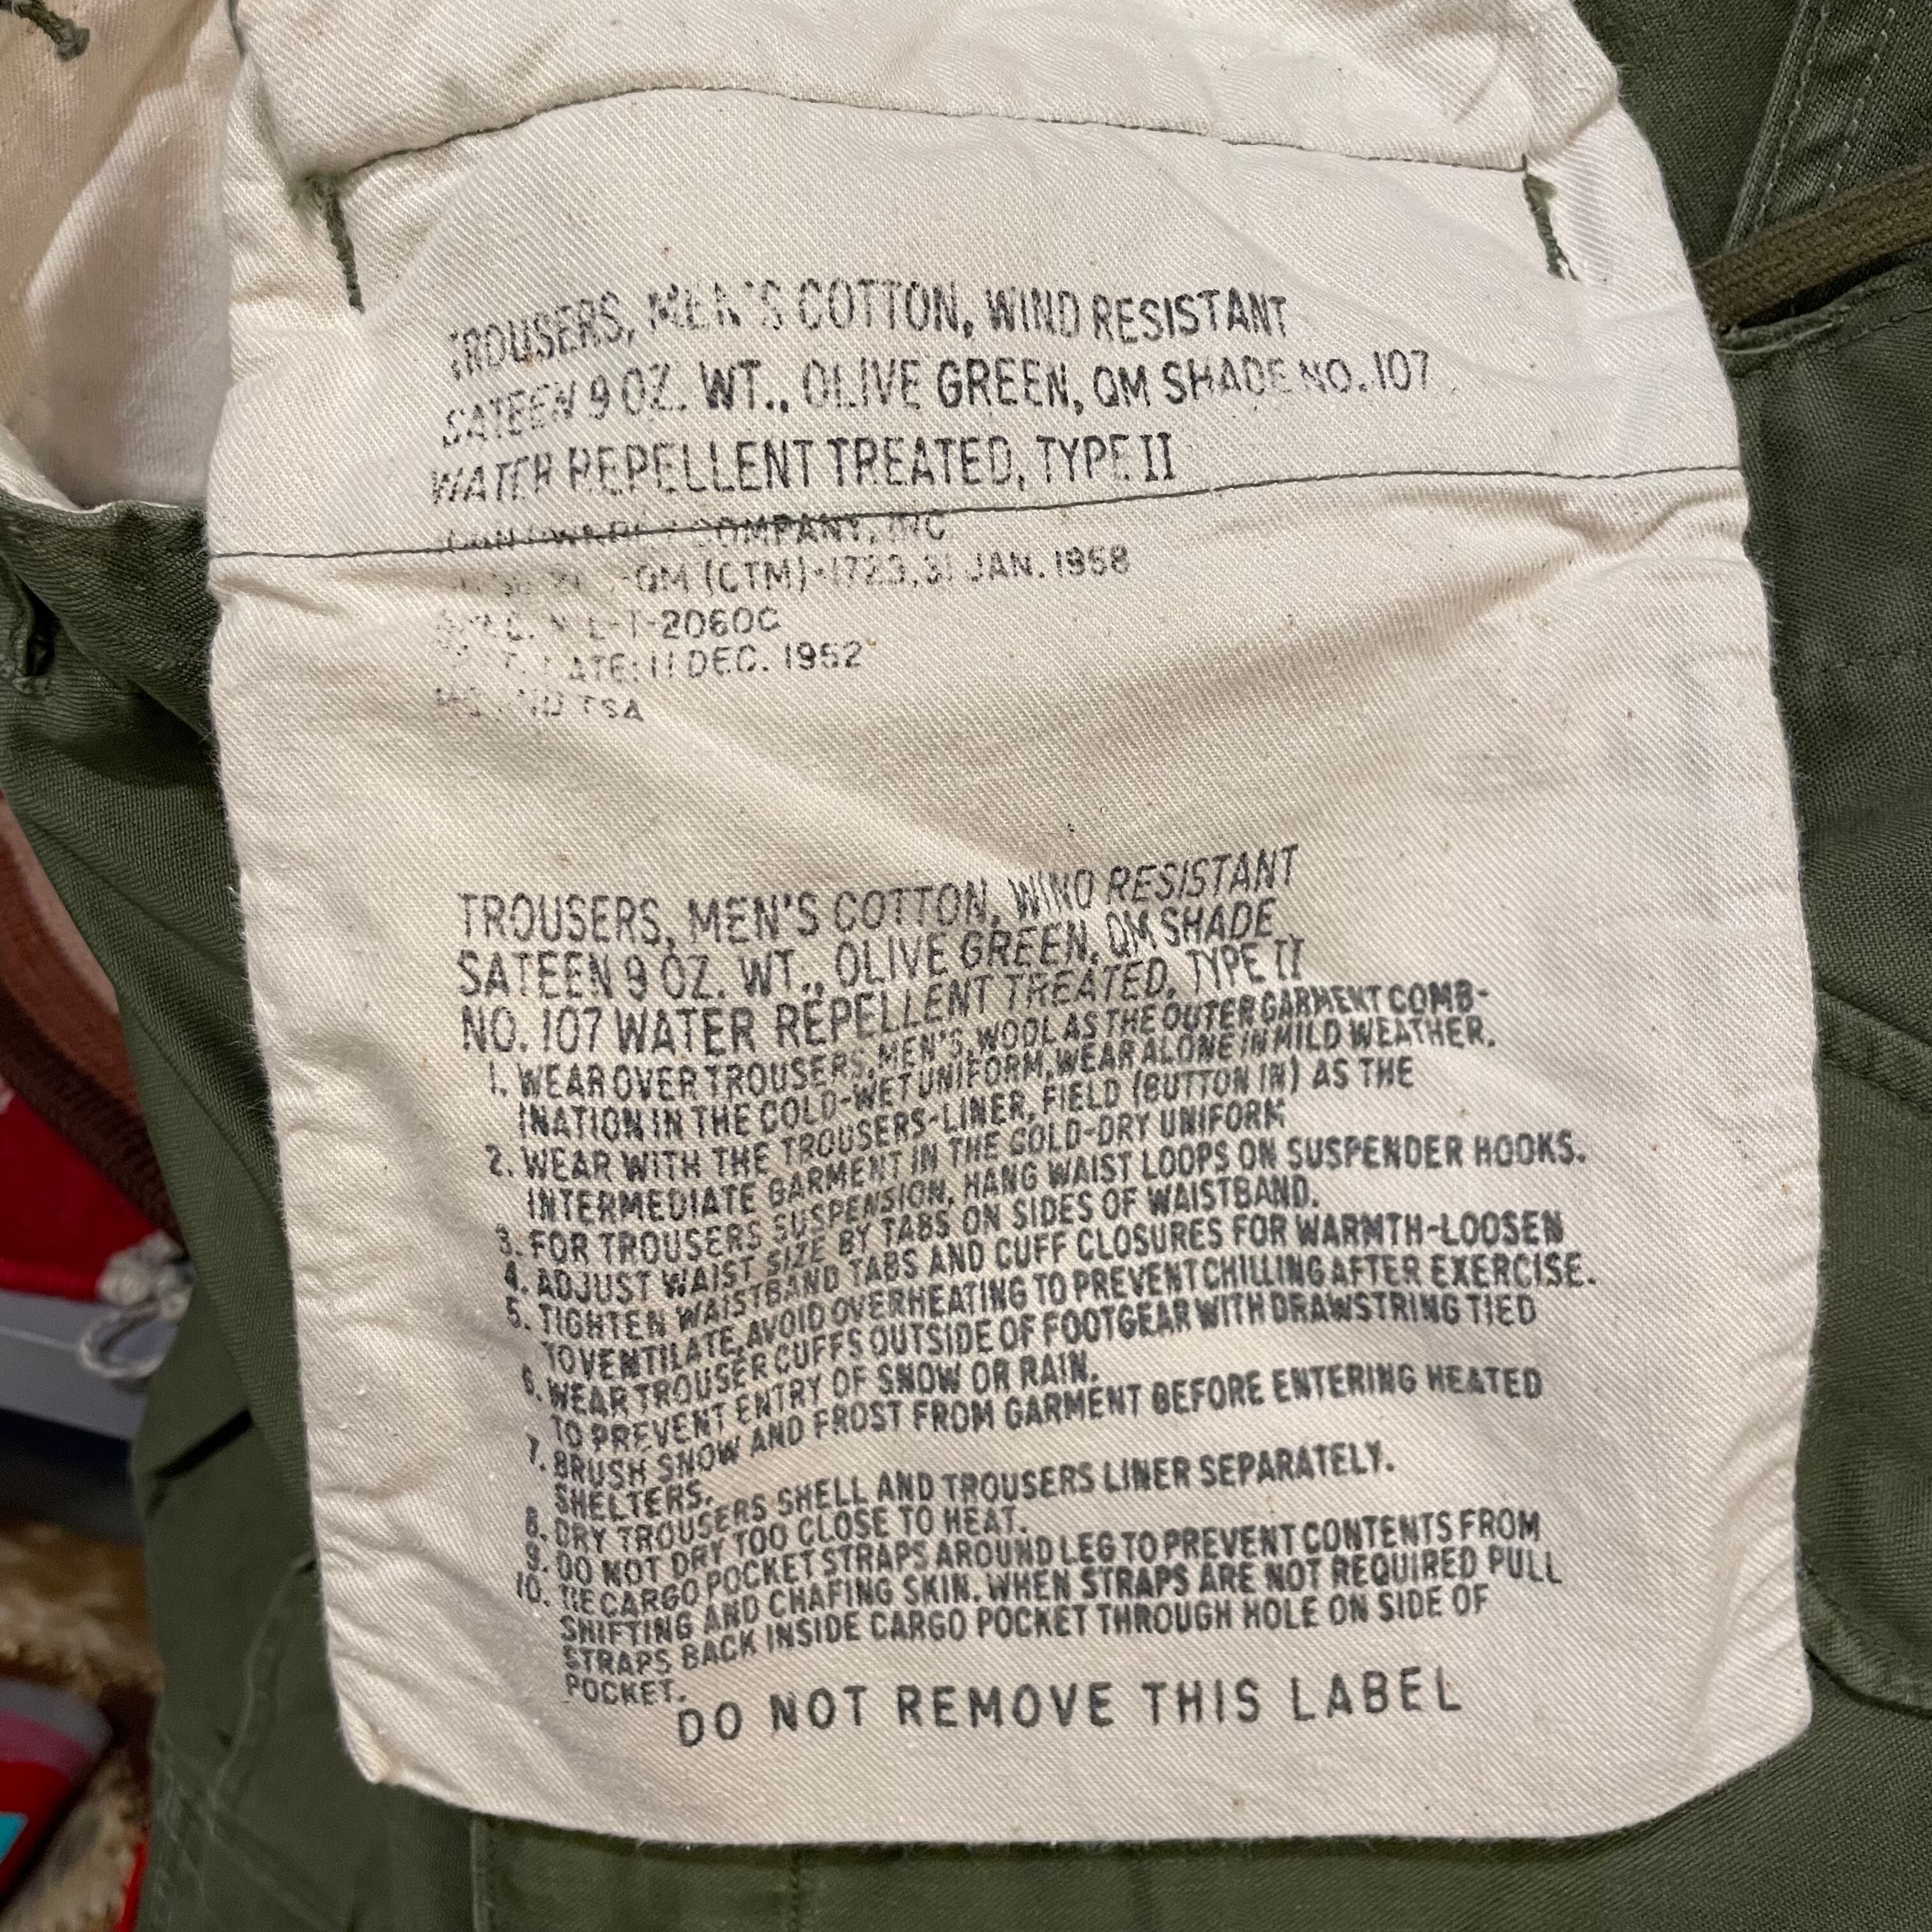 TROUSERS, MEN'S COTTON, WIND RESISTANT
SATEEN 9 OZ. WT., OLIVE GREEN, QM SHADE NO. 107
WATER REPELLENT TREATED, TYPE II
COMPANY, INC
QM (CTM)-1723,31 JAN. 1958
2060C
DATE: 11 DEC. 1952
TSA
TROUSERS, MEN'S COTTON, WIND RESISTANT
SATEEN 9 OZ. WT., OLIVE GREEN, QM SHADE
NO. 107 WATER REPELLENT TREATED, TYPE II
1. WEAR OVER TROUSERS, MEN'S, WOOL AS THE OUTER GARMENT COMB-
INATION IN THE COLD-WET UNIFORM, WEAR ALONE IN MILD WEATHER.
2. WEAR WITH THE TROUSERS-LINER, FIELD (BUTTON IN) AS THE
INTERMEDIATE GARMENT IN THE COLD-DRY UNIFORM
3. FOR TROUSERS SUSPENSION, HANG WAIST LOOPS ON SUSPENDER HOOKS.
4. ADJUST WAIST SIZE BY TABS ON SIDES OF WAISTBAND.
5. TIGHTEN WAISTBAND TABS AND CUFF CLOSURES FOR WARMTH-LOOSEN
TO VENTILATE, AVOID OVERHEATING TO PREVENT CHILLING AFTER EXERCISE.
6. WEAR TROUSER CUFFS OUTSIDE OF FOOTGEAR WITH DRAWSTRING TIED
TO PREVENT ENTRY OF SNOW OR RAIN.
7. BRUSH SNOW AND FROST FROM GARMENT BEFORE ENTERING HEATED
SHELTERS.
8. DRY TROUSERS SHELL AND TROUSERS LINER SEPARATELY.
9. DO NOT DRY TOO CLOSE TO HEAT.
10. TIE CARGO POCKET STRAPS AROUND LEG TO PREVENT CONTENTS FROM
SHIFTING AND CHAFING SKIN. WHEN STRAPS ARE NOT REQUIRED PULL
STRAPS BACK INSIDE CARGO POCKET THROUGH HOLE ON SIDE OF
POCKET.
DO NOT REMOVE THIS LABEL